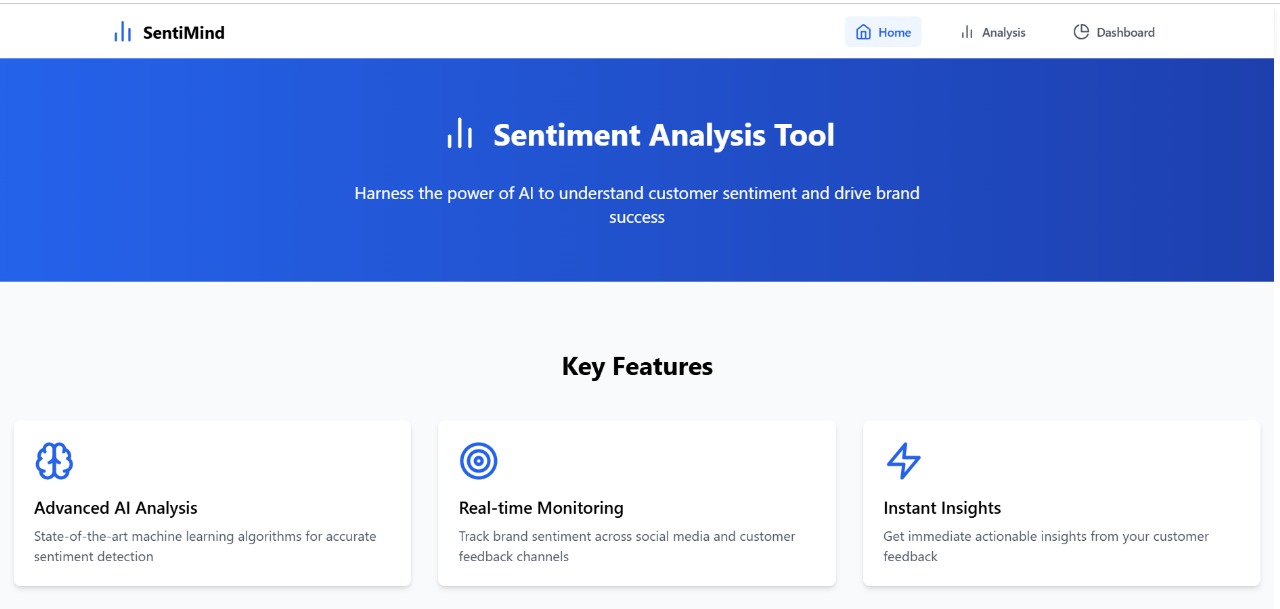 SentiMind
Home
Analysis
Dashboard
Sentiment Analysis Tool
Harness the power of AI to understand customer sentiment and drive brand
success
Key Features
Advanced AI Analysis
State-of-the-art machine learning algorithms for accurate
sentiment detection
Real-time Monitoring
Track brand sentiment across social media and customer
feedback channels
Instant Insights
Get immediate actionable insights from your customer
feedback